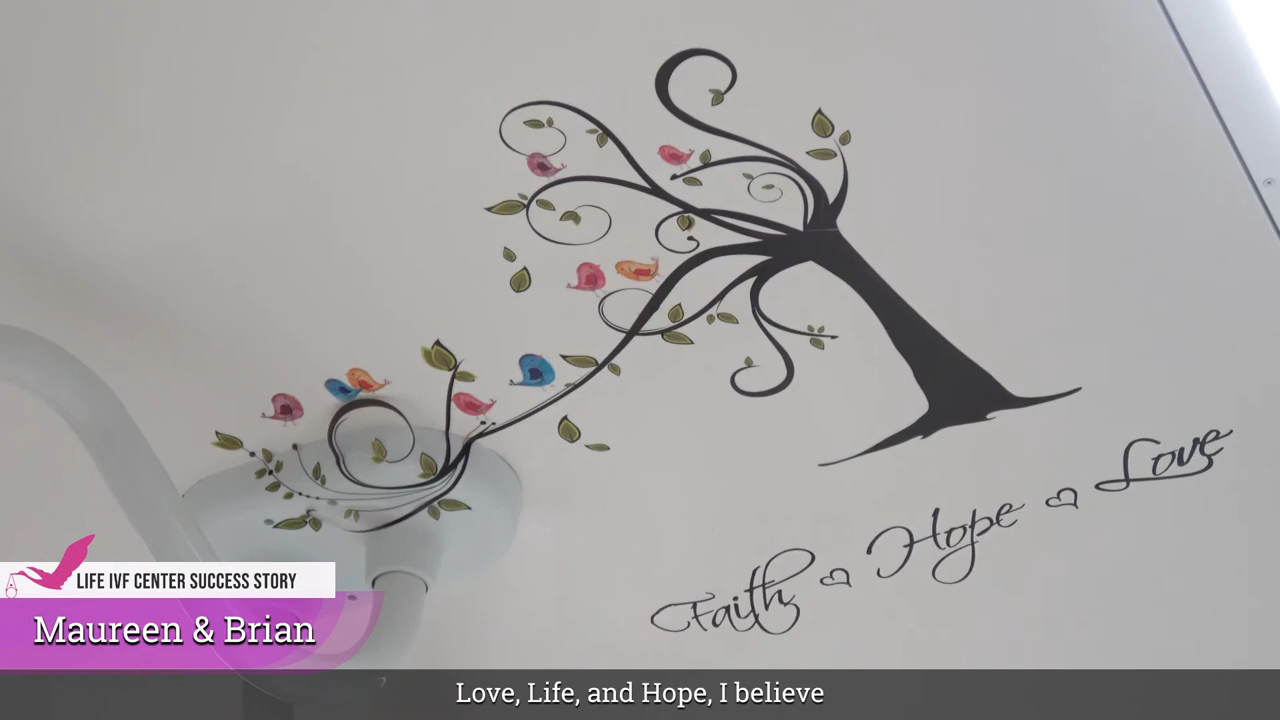 Faith Hope Love
LIFE IVF CENTER SUCCESS STORY
Maureen & Brian
Love, Life, and Hope, I believe